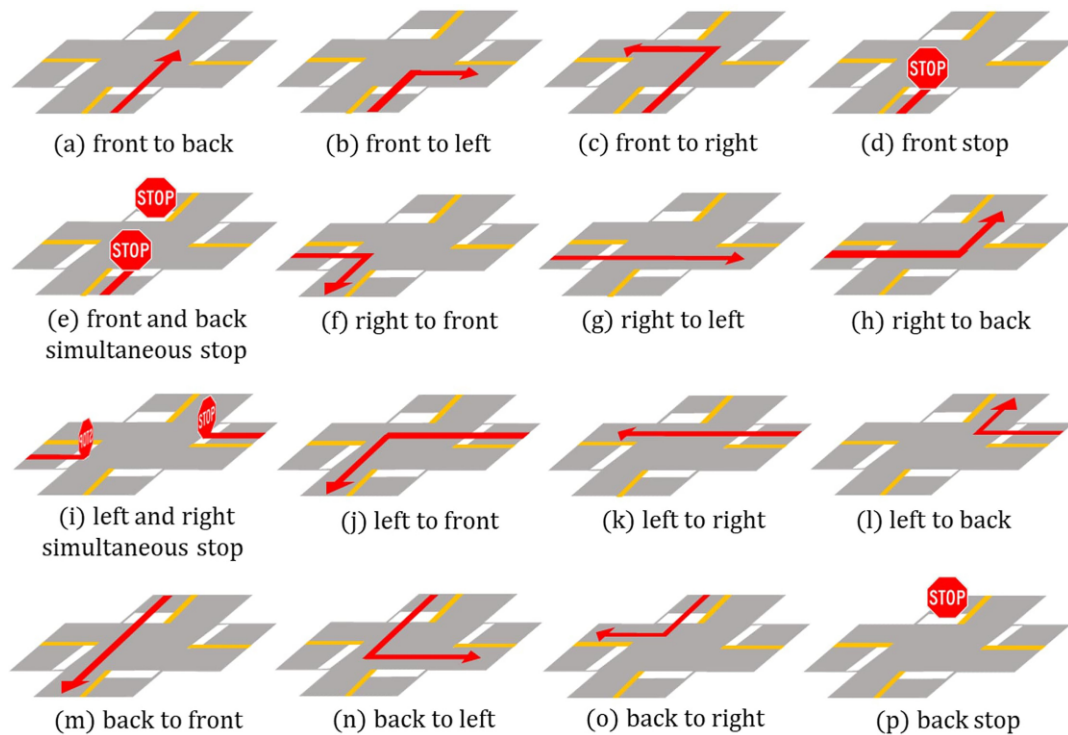 (a) front to back
(b) front to left
(c) front to right
STOP
(d) front stop
STOP
STOP
(e) front and back
simultaneous stop
(f) right to front
(g) right to left
(h) right to back
STOP
(i) left and right
simultaneous stop
(j) left to front
(k) left to right
(l) left to back
(m) back to front
(n) back to left
(o) back to right
STOP
(p) back stop